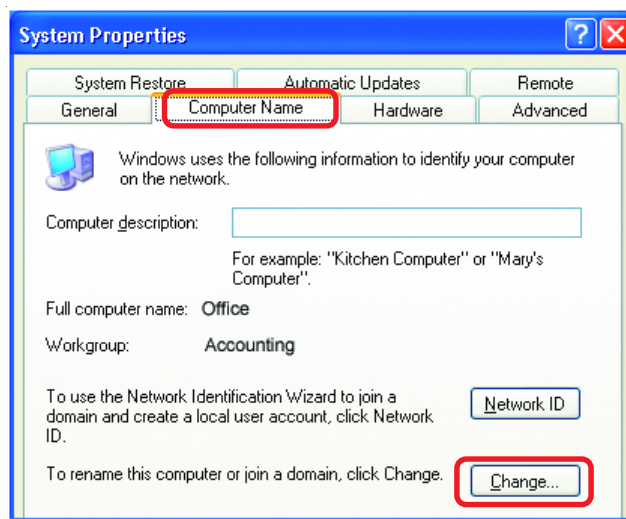 System Properties
System Restore Automatic Updates Remote
General Computer Name Hardware Advanced
Windows uses the following information to identify your computer
on the network.
Computer description:
For example: "Kitchen Computer" or "Mary's
Computer".
Full computer name: Office
Workgroup: Accounting
To use the Network Identification Wizard to join a
domain and create a local user account, click Network
ID.
Network ID
To rename this computer or join a domain, click Change.
Change...